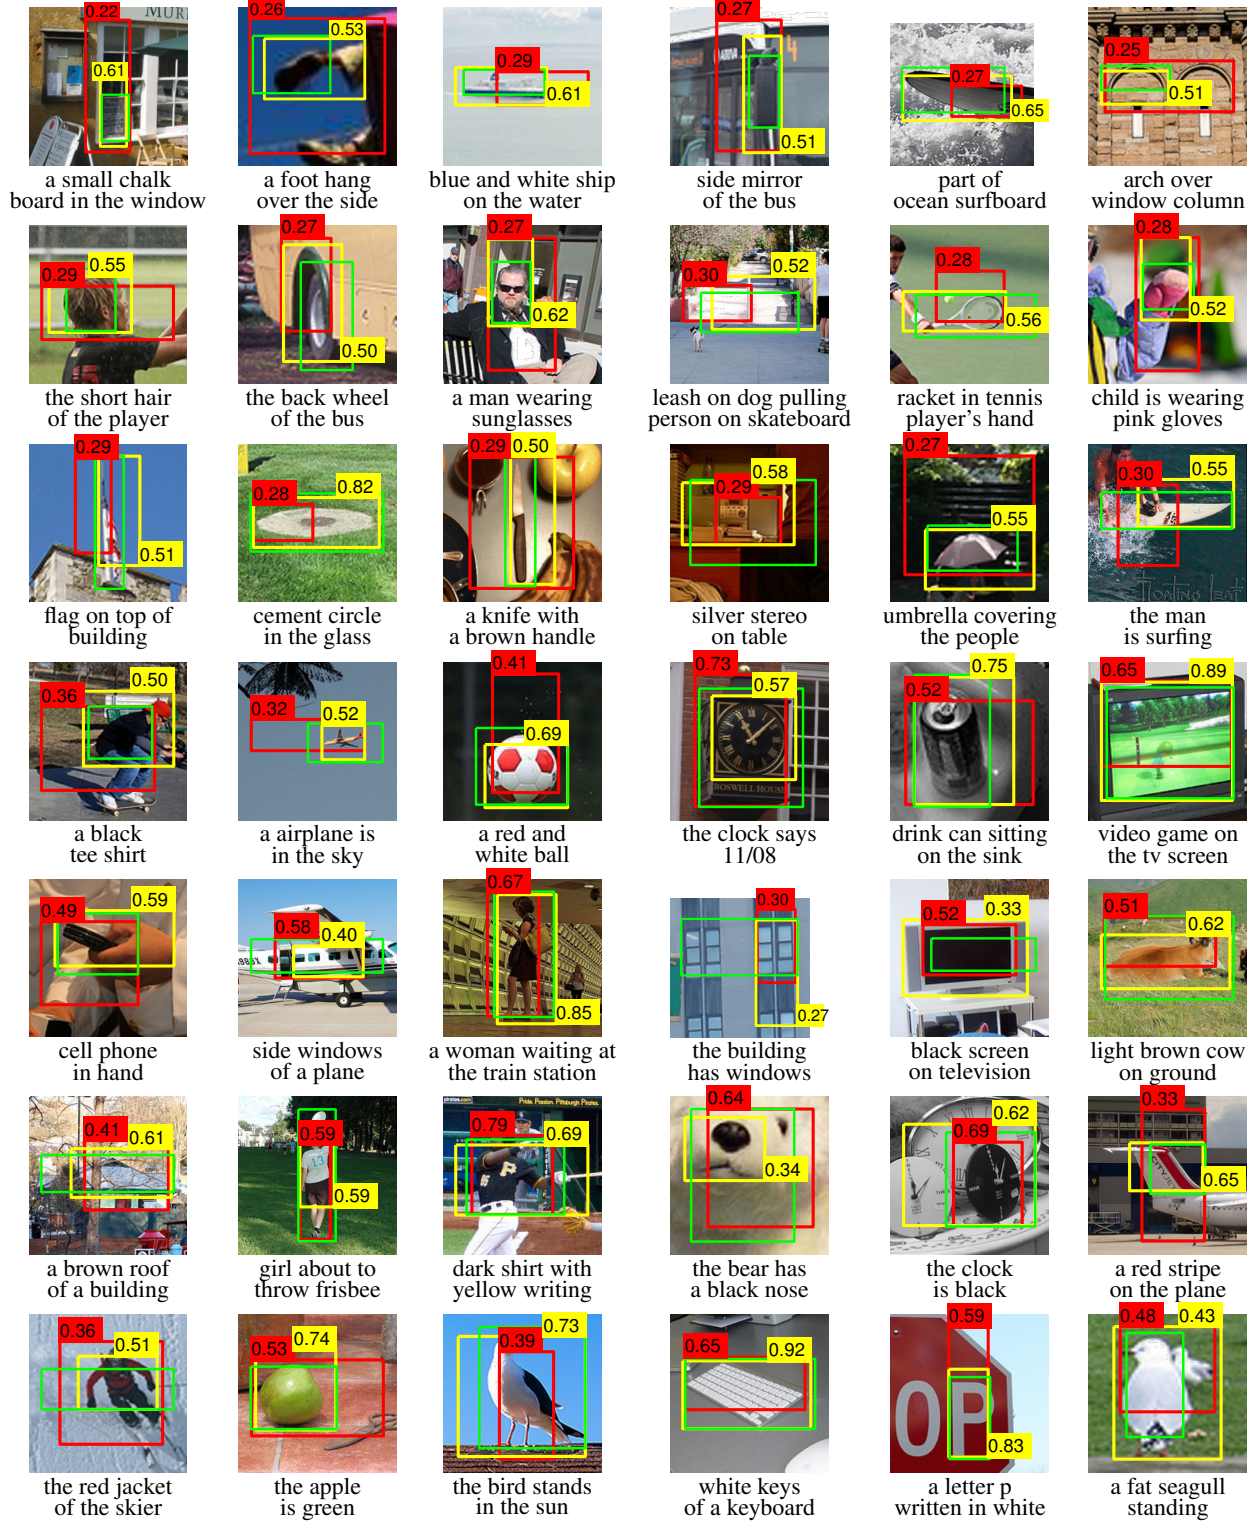 0.22
0.61
a small chalk
board in the window
0.26
0.53
a foot hang
over the side
0.29
0.61
blue and white ship
on the water
0.27
4
0.51
side mirror
of the bus
0.27
0.65
part of
ocean surfboard
0.25
0.51
arch over
window column
0.29
0.55
the short hair
of the player
0.27
0.50
the back wheel
of the bus
0.27
0.62
a man wearing
sunglasses
0.30
0.52
leash on dog pulling
person on skateboard
0.28
0.56
racket in tennis
player's hand
0.28
0.52
child is wearing
pink gloves
0.29
0.51
flag on top of
building
0.28
0.82
cement circle
in the glass
0.29
0.50
a knife with
a brown handle
0.58
0.29
silver stereo
on table
0.27
0.55
umbrella covering
the people
0.30
0.55
the man
is surfing
0.36
0.50
a black
tee shirt
0.32
0.52
a airplane is
in the sky
0.41
0.69
a red and
white ball
0.73
0.57
BOSWELL HOUSE
the clock says
11/08
0.52
0.75
drink can sitting
on the sink
0.65
0.89
video game on
the tv screen
0.49
0.59
cell phone
in hand
0.58
0.40
side windows
of a plane
0.67
0.85
a woman waiting at
the train station
0.30
0.27
the building
has windows
0.52
0.33
black screen
on television
0.51
0.62
light brown cow
on ground
0.41
0.61
a brown roof
of a building
0.59
13
0.59
girl about to
throw frisbee
pirates.com
Pride. Passion. Pittsburgh Pirates.
0.79
0.69
P
dark shirt with
yellow writing
0.64
0.34
the bear has
a black nose
0.62
0.69
the clock
is black
0.33
CITYJET
0.65
a red stripe
on the plane
0.36
0.51
the red jacket
of the skier
0.53
0.74
the apple
is green
0.73
0.39
the bird stands
in the sun
0.65
0.92
white keys
of a keyboard
0.59
OP
0.83
a letter p
written in white
0.48
0.43
a fat seagull
standing